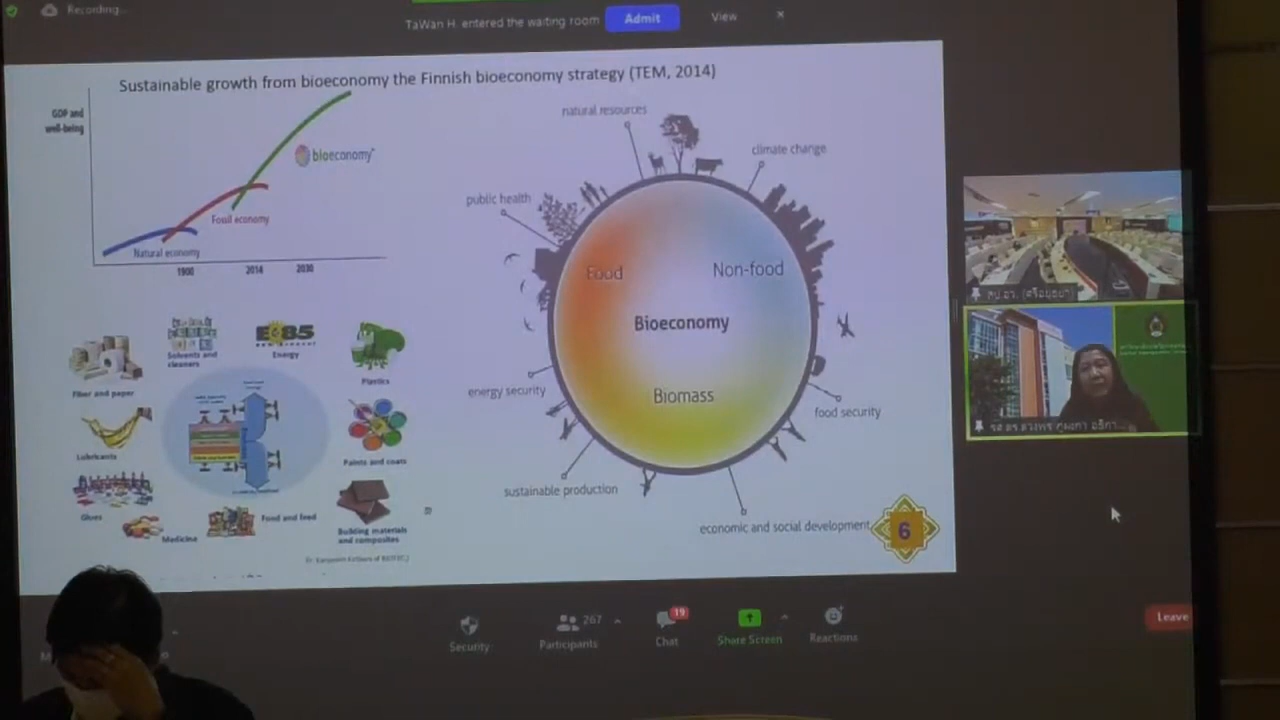 Recording...
TaWan H. entered the waiting room
Admit
View
Sustainable growth from bioeconomy the Finnish bioeconomy strategy (TEM, 2014)
GDP and
well-being
bioeconomy
Fossil economy
Natural economy
1900
2014
2030
natural resources
climate change
public health
Food
Non-food
Bioeconomy
Biomass
energy security
food security
sustainable production
economic and social development
6
Fiber and paper
Solvents and
cleaners
E85
Energy
Plastics
Lubricants
Paints and coats
Glues
Medicine
Food and feed
Building materials
and composites
Security
Participants
267
Chat
19
Share Screen
Reactions
Leave